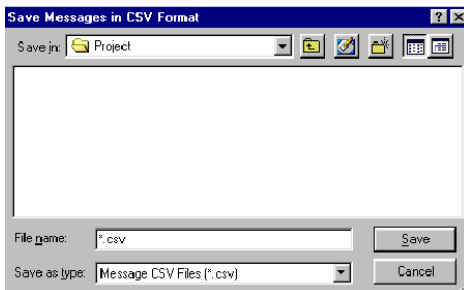 Save Messages in CSV Format
Save in: Project
File name: *.csv Save
Save as type: Message CSV Files (*.csv) Cancel